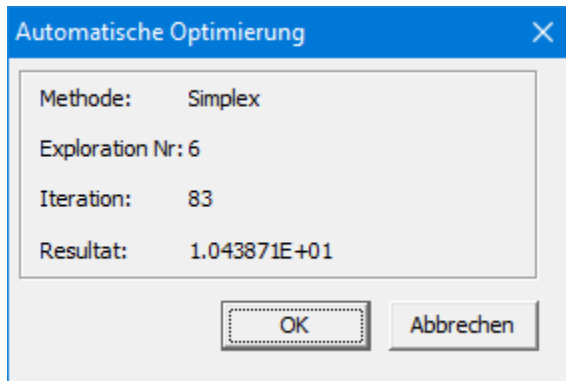 Automatische Optimierung
Methode: Simplex
Exploration Nr: 6
Iteration: 83
Resultat: 1.043871E+01
OK Abbrechen